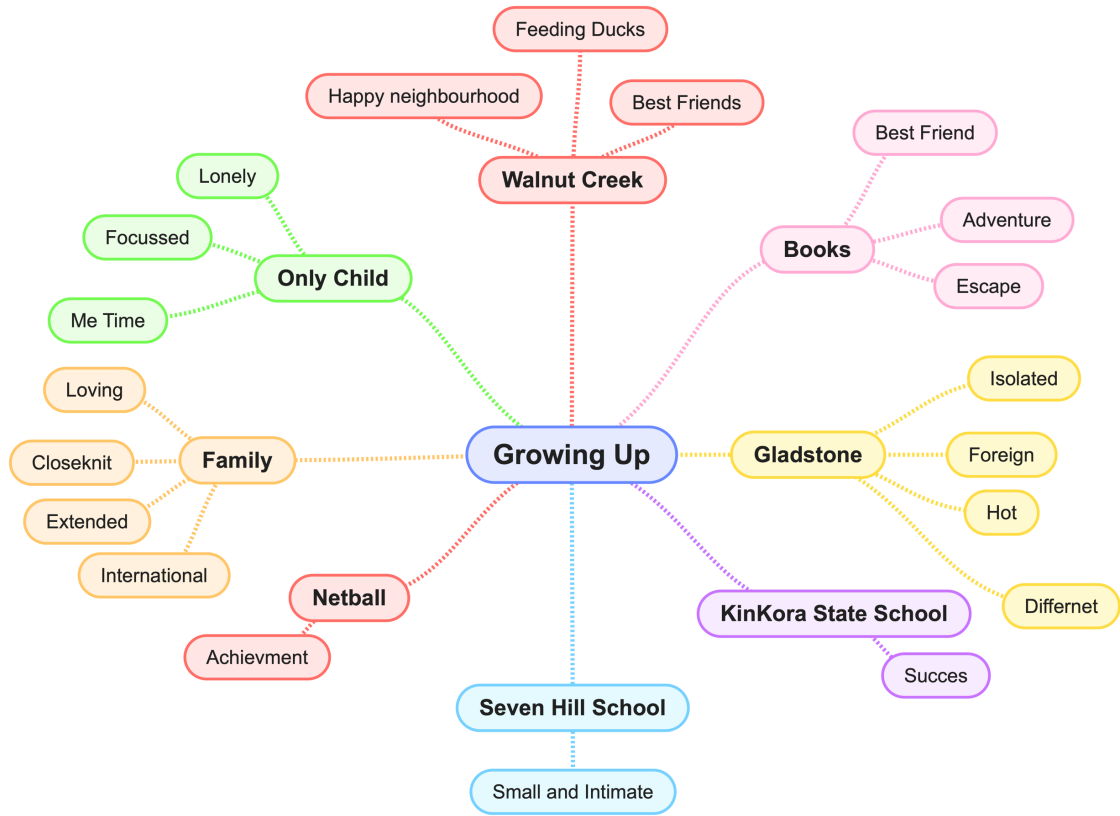 Feeding Ducks
Happy neighbourhood
Best Friends
Walnut Creek
Best Friend
Adventure
Books
Escape
Lonely
Focussed
Only Child
Me Time
Loving
Closeknit
Family
Extended
International
Growing Up
Isolated
Gladstone
Foreign
Hot
Differnet
Netball
Achievment
KinKora State School
Succes
Seven Hill School
Small and Intimate